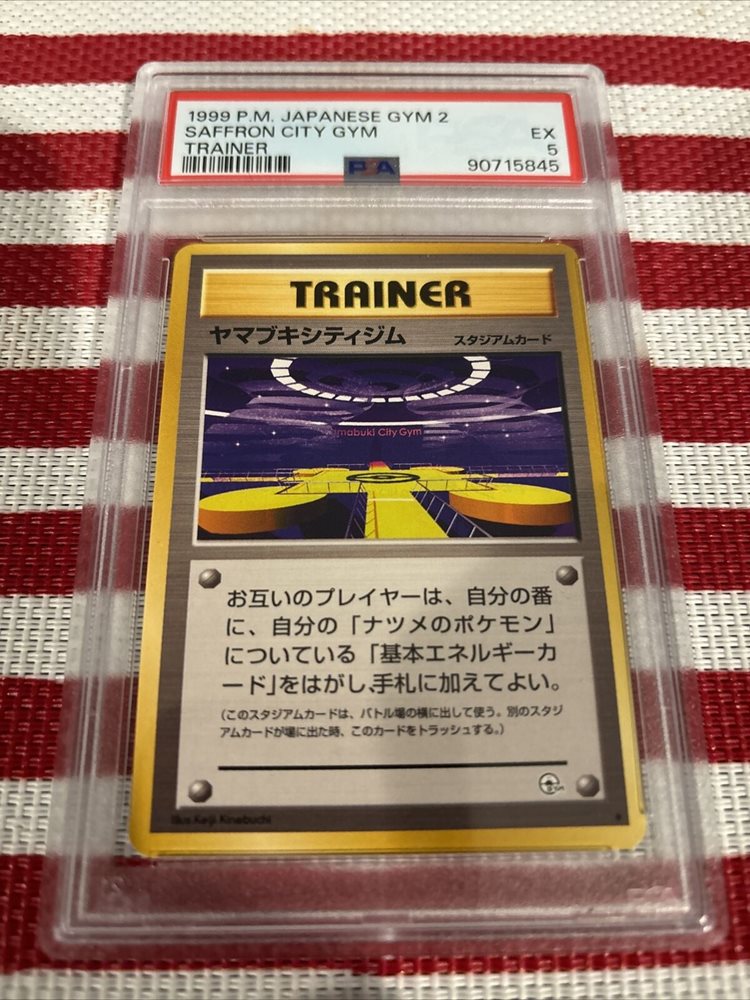 1999 P.M. JAPANESE GYM 2
SAFFRON CITY GYM EX
TRAINER 5
PSA 90715845
TRAINER
ヤマブキシティジム スタジアムカード
mabuki City Gym
お互いのプレイヤーは、自分の番
に、自分の「ナツメのポケモン」
についている「基本エネルギーカ
ード」をはがし、手札に加えてよい。
(このスタジアムカードは、バトル場の横に出して使う。別のスタジ
アムカードが場に出た時、このカードをトラッシュする。)
Illus.Keiji Kinebuchi